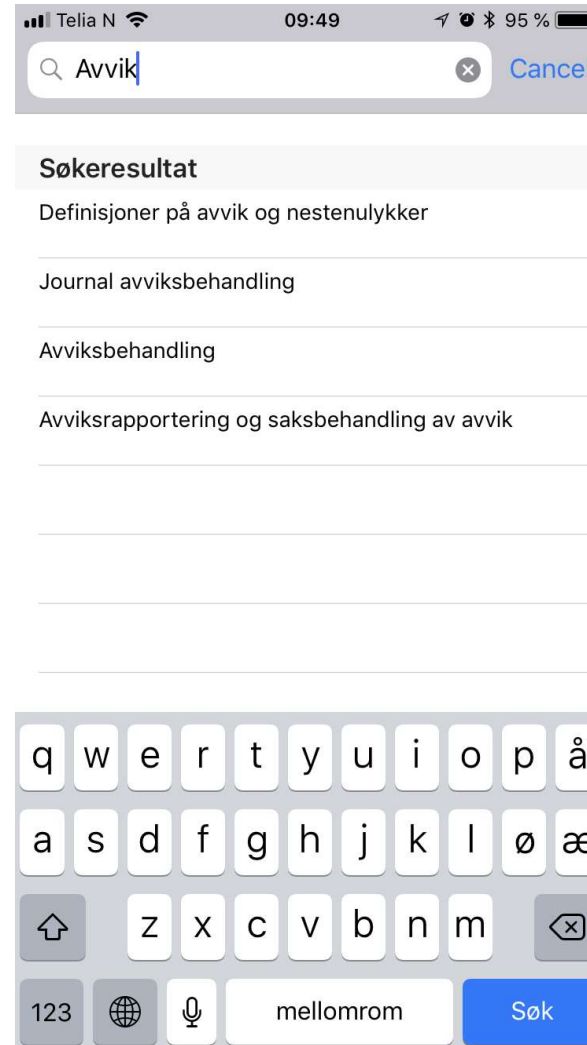 Telia N 09:49 95 %
Avvik Cance
Søkeresultat
Definisjoner på avvik og nestenulykker
Journal avviksbehandling
Avviksbehandling
Avviksrapportering og saksbehandling av avvik
q w e r t y u i o p å
a s d f g h j k l ø æ
z x c v b n m
123 mellomrom Søk